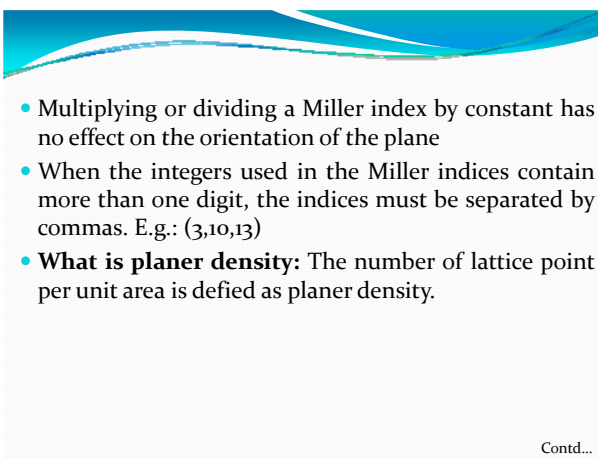 • Multiplying or dividing a Miller index by constant has
no effect on the orientation of the plane
• When the integers used in the Miller indices contain
more than one digit, the indices must be separated by
commas. E.g.: (3,10,13)
• What is planer density: The number of lattice point
per unit area is defied as planer density.
Contd...